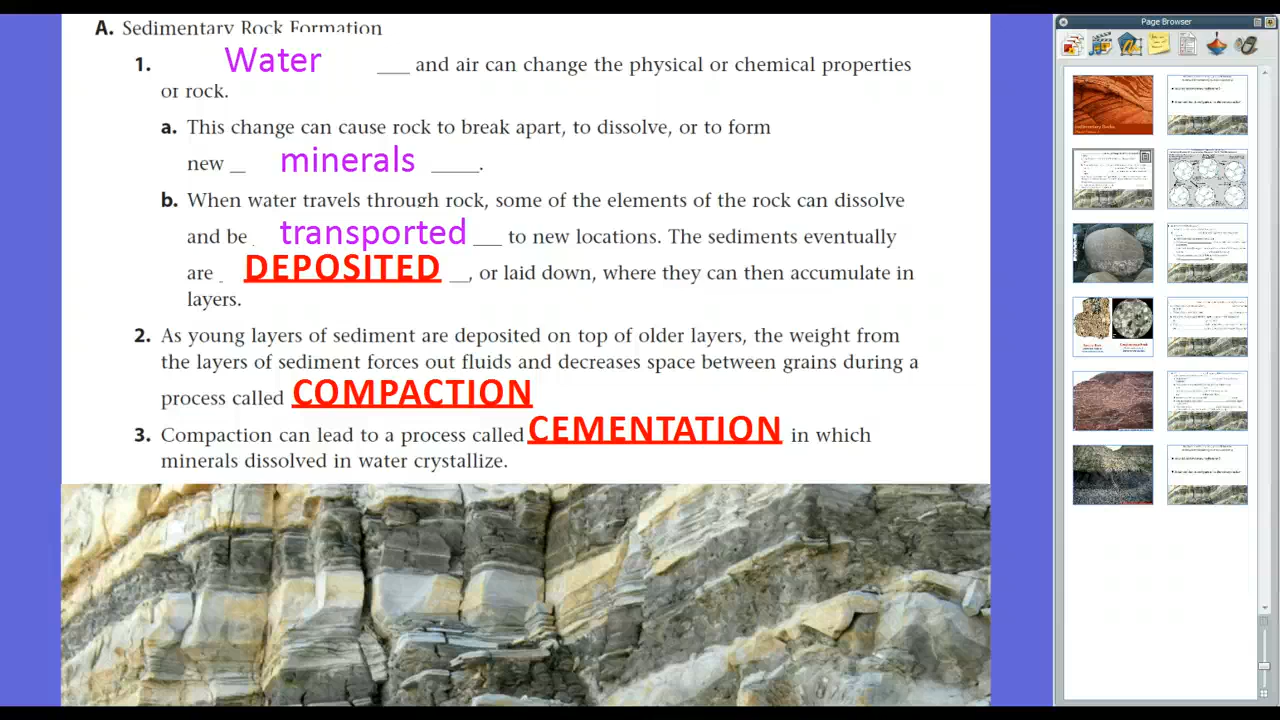 A. Sedimentary Rock Formation
1. Water ___ and air can change the physical or chemical properties
or rock.
a. This change can cause rock to break apart, to dissolve, or to form
new __ minerals _____.
b. When water travels through rock, some of the elements of the rock can dissolve
and be transported ___ to new locations. The sediments eventually
are DEPOSITED __, or laid down, where they can then accumulate in
layers.
2. As young layers of sediment are deposited on top of older layers, the weight from
the layers of sediment forces out fluids and decreases space between grains during a
process called COMPACTION
3. Compaction can lead to a process called CEMENTATION in which
minerals dissolved in water crystallize.
Page Browser